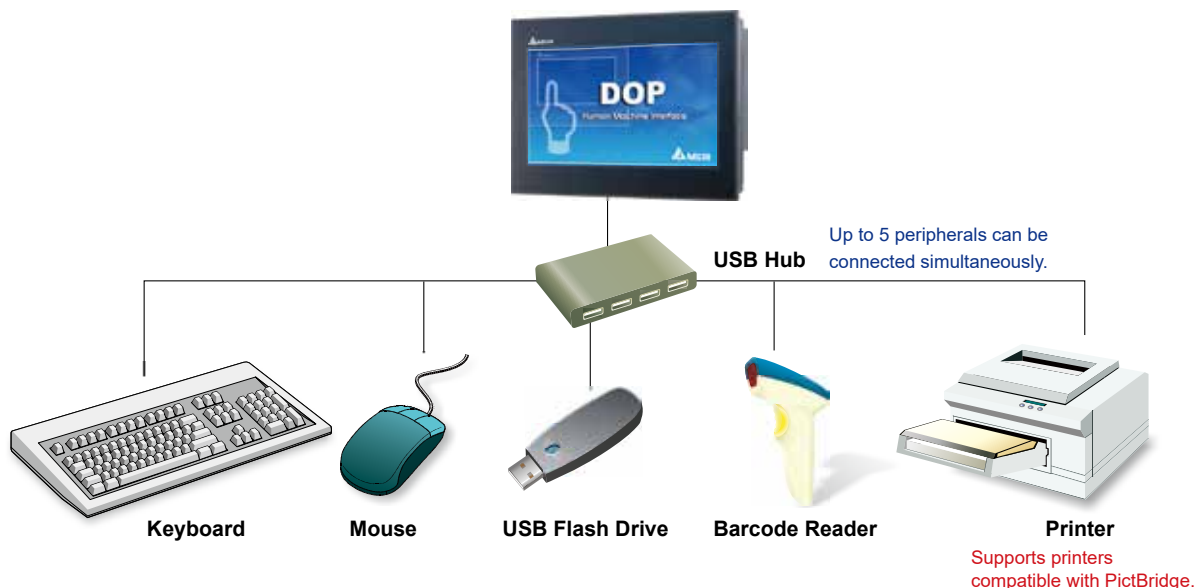 DOP
Human Machine Interface
USB Hub
Up to 5 peripherals can be
connected simultaneously.
Keyboard
Mouse
USB Flash Drive
Barcode Reader
Printer
Supports printers
compatible with PictBridge.